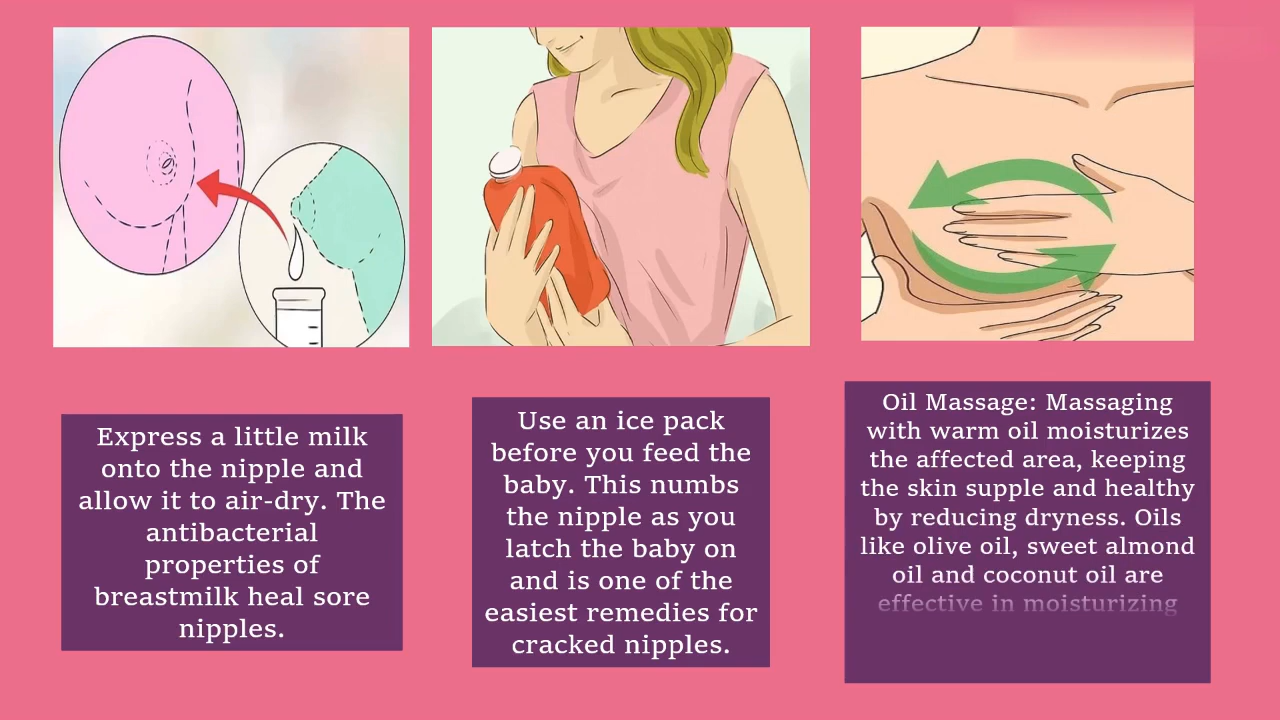 Express a little milk
onto the nipple and
allow it to air-dry. The
antibacterial
properties of
breastmilk heal sore
nipples.
Use an ice pack
before you feed the
baby. This numbs
the nipple as you
latch the baby on
and is one of the
easiest remedies for
cracked nipples.
Oil Massage: Massaging
with warm oil moisturizes
the affected area, keeping
the skin supple and healthy
by reducing dryness. Oils
like olive oil, sweet almond
oil and coconut oil are
effective in moisturizing